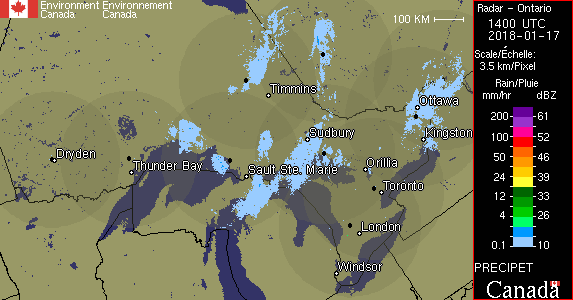 Environment Environnement
Canada Canada
100 KM
Timmins
Ottawa
Sudbury
Kingston
Dryden
Thunder Bay
Sault Ste. Marie
Orillia
Toronto
London
Windsor
Radar - Ontario
1400 UTC
2018-01-17
Scale/Échelle:
3.5 km/Pixel
Rain/Pluie
mm/hr dBZ
200 61
100 52
50 46
24 39
12 33
4 26
0.1 10
PRECIPET
Canada